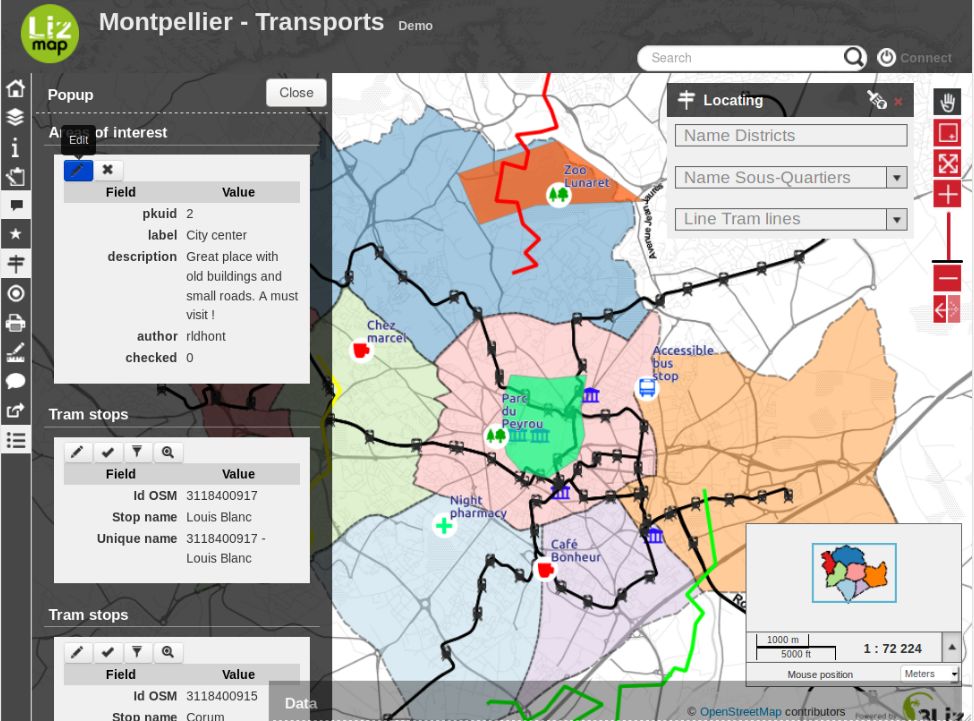 Liz
map
Montpellier - Transports Demo
Search
Connect
Popup
Close
Areas of interest
Edit
Field Value
pkuid 2
label City center
description Great place with
old buildings and
small roads. A must
visit !
author rldhont
checked 0
Tram stops
Field Value
Id OSM 3118400917
Stop name Louis Blanc
Unique name 3118400917 -
Louis Blanc
Tram stops
Field Value
Id OSM 3118400915
Stop name Corum
Locating
Name Districts
Name Sous-Quartiers
Line Tram lines
Zoo
Lunaret
Chez
marcel
Accessible
bus
stop
Parc
du
Peyrou
Night
pharmacy
Café
Bonheur
Data
1000 m
5000 ft
1 : 72 224
Mouse position
Meters
© OpenStreetMap contributors
Powered by